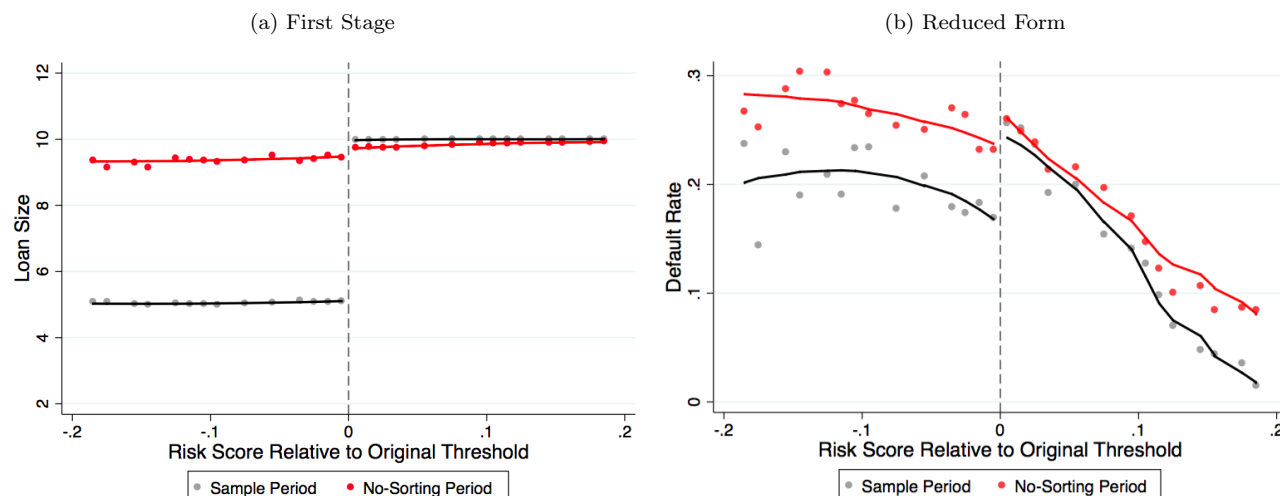 (a) First Stage
Loan Size
12
10
8
6
4
2
-.2
-.1
0
.1
.2
Risk Score Relative to Original Threshold
Sample Period
No-Sorting Period
(b) Reduced Form
Default Rate
.3
.2
.1
0
-.2
-.1
0
.1
.2
Risk Score Relative to Original Threshold
Sample Period
No-Sorting Period